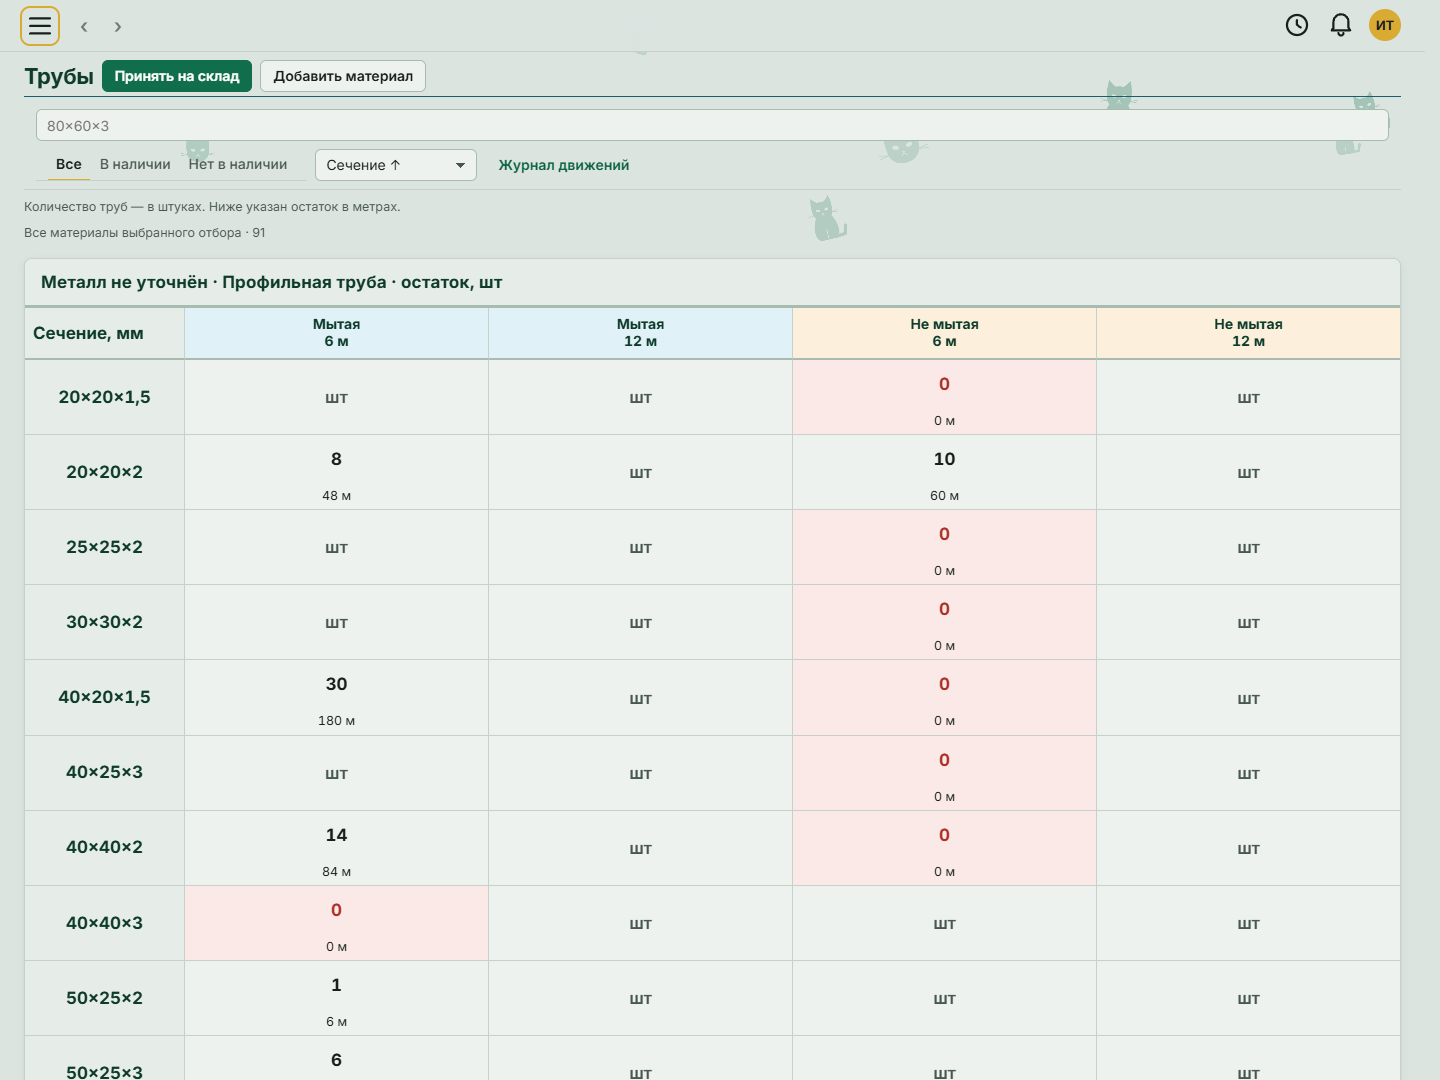 ‹ ›
ИТ
Трубы Принять на склад Добавить материал
80×60×3
Все В наличии Нет в наличии Сечение ↑ Журнал движений
Количество труб — в штуках. Ниже указан остаток в метрах.
Все материалы выбранного отбора · 91
Металл не уточнён · Профильная труба · остаток, шт
Сечение, мм
Мытая
6 м
Мытая
12 м
Не мытая
6 м
Не мытая
12 м
20×20×1,5
шт
шт
0
0 м
шт
20×20×2
8
48 м
шт
10
60 м
шт
25×25×2
шт
шт
0
0 м
шт
30×30×2
шт
шт
0
0 м
шт
40×20×1,5
30
180 м
шт
0
0 м
шт
40×25×3
шт
шт
0
0 м
шт
40×40×2
14
84 м
шт
0
0 м
шт
40×40×3
0
0 м
шт
шт
шт
50×25×2
1
6 м
шт
шт
шт
50×25×3
6
шт
шт
шт